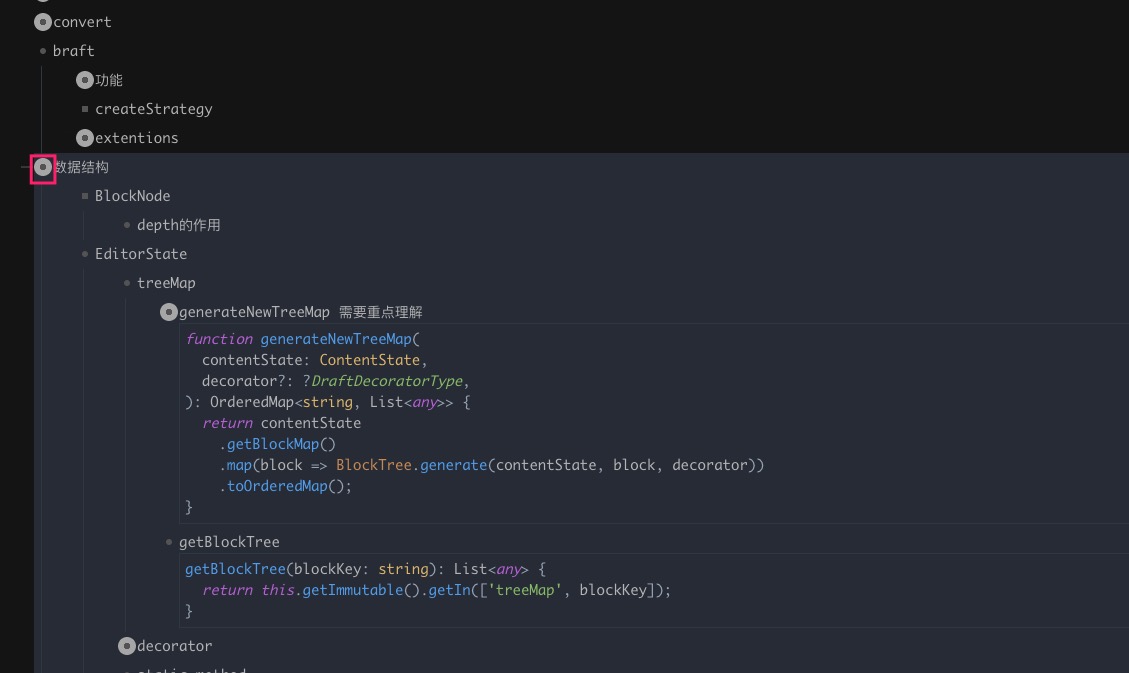 convert
braft
功能
createStrategy
extentions
数据结构
BlockNode
depth的作用
EditorState
treeMap
generateNewTreeMap 需要重点理解
function generateNewTreeMap(
contentState: ContentState,
decorator?: ?DraftDecoratorType,
): OrderedMap<string, List<any>> {
return contentState
.getBlockMap()
.map(block => BlockTree.generate(contentState, block, decorator))
.toOrderedMap();
}
getBlockTree
getBlockTree(blockKey: string): List<any> {
return this.getImmutable().getIn(['treeMap', blockKey]);
}
decorator